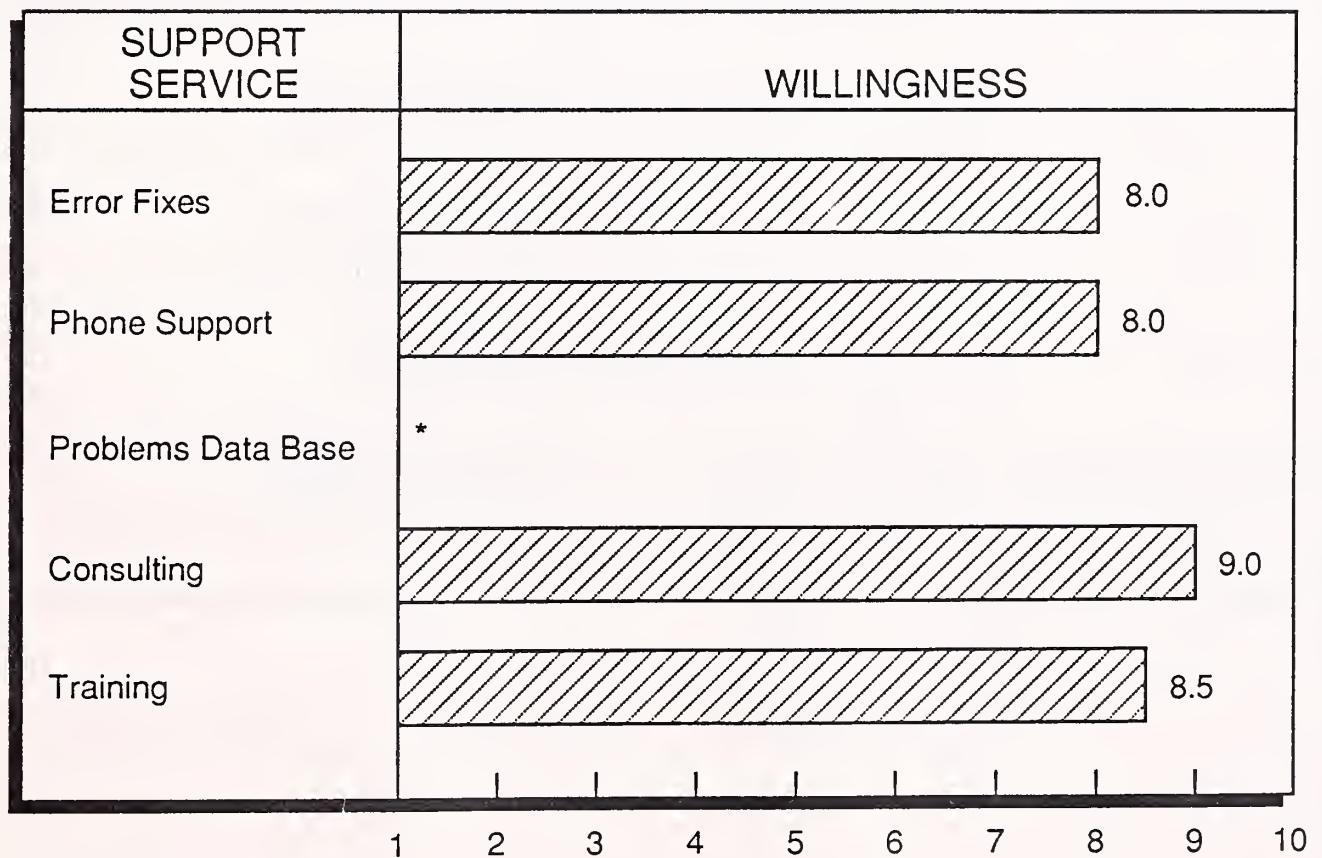 SUPPORT
SERVICE
WILLINGNESS
Error Fixes
8.0
Phone Support
8.0
Problems Data Base
*
Consulting
9.0
Training
8.5
1 2 3 4 5 6 7 8 9 10